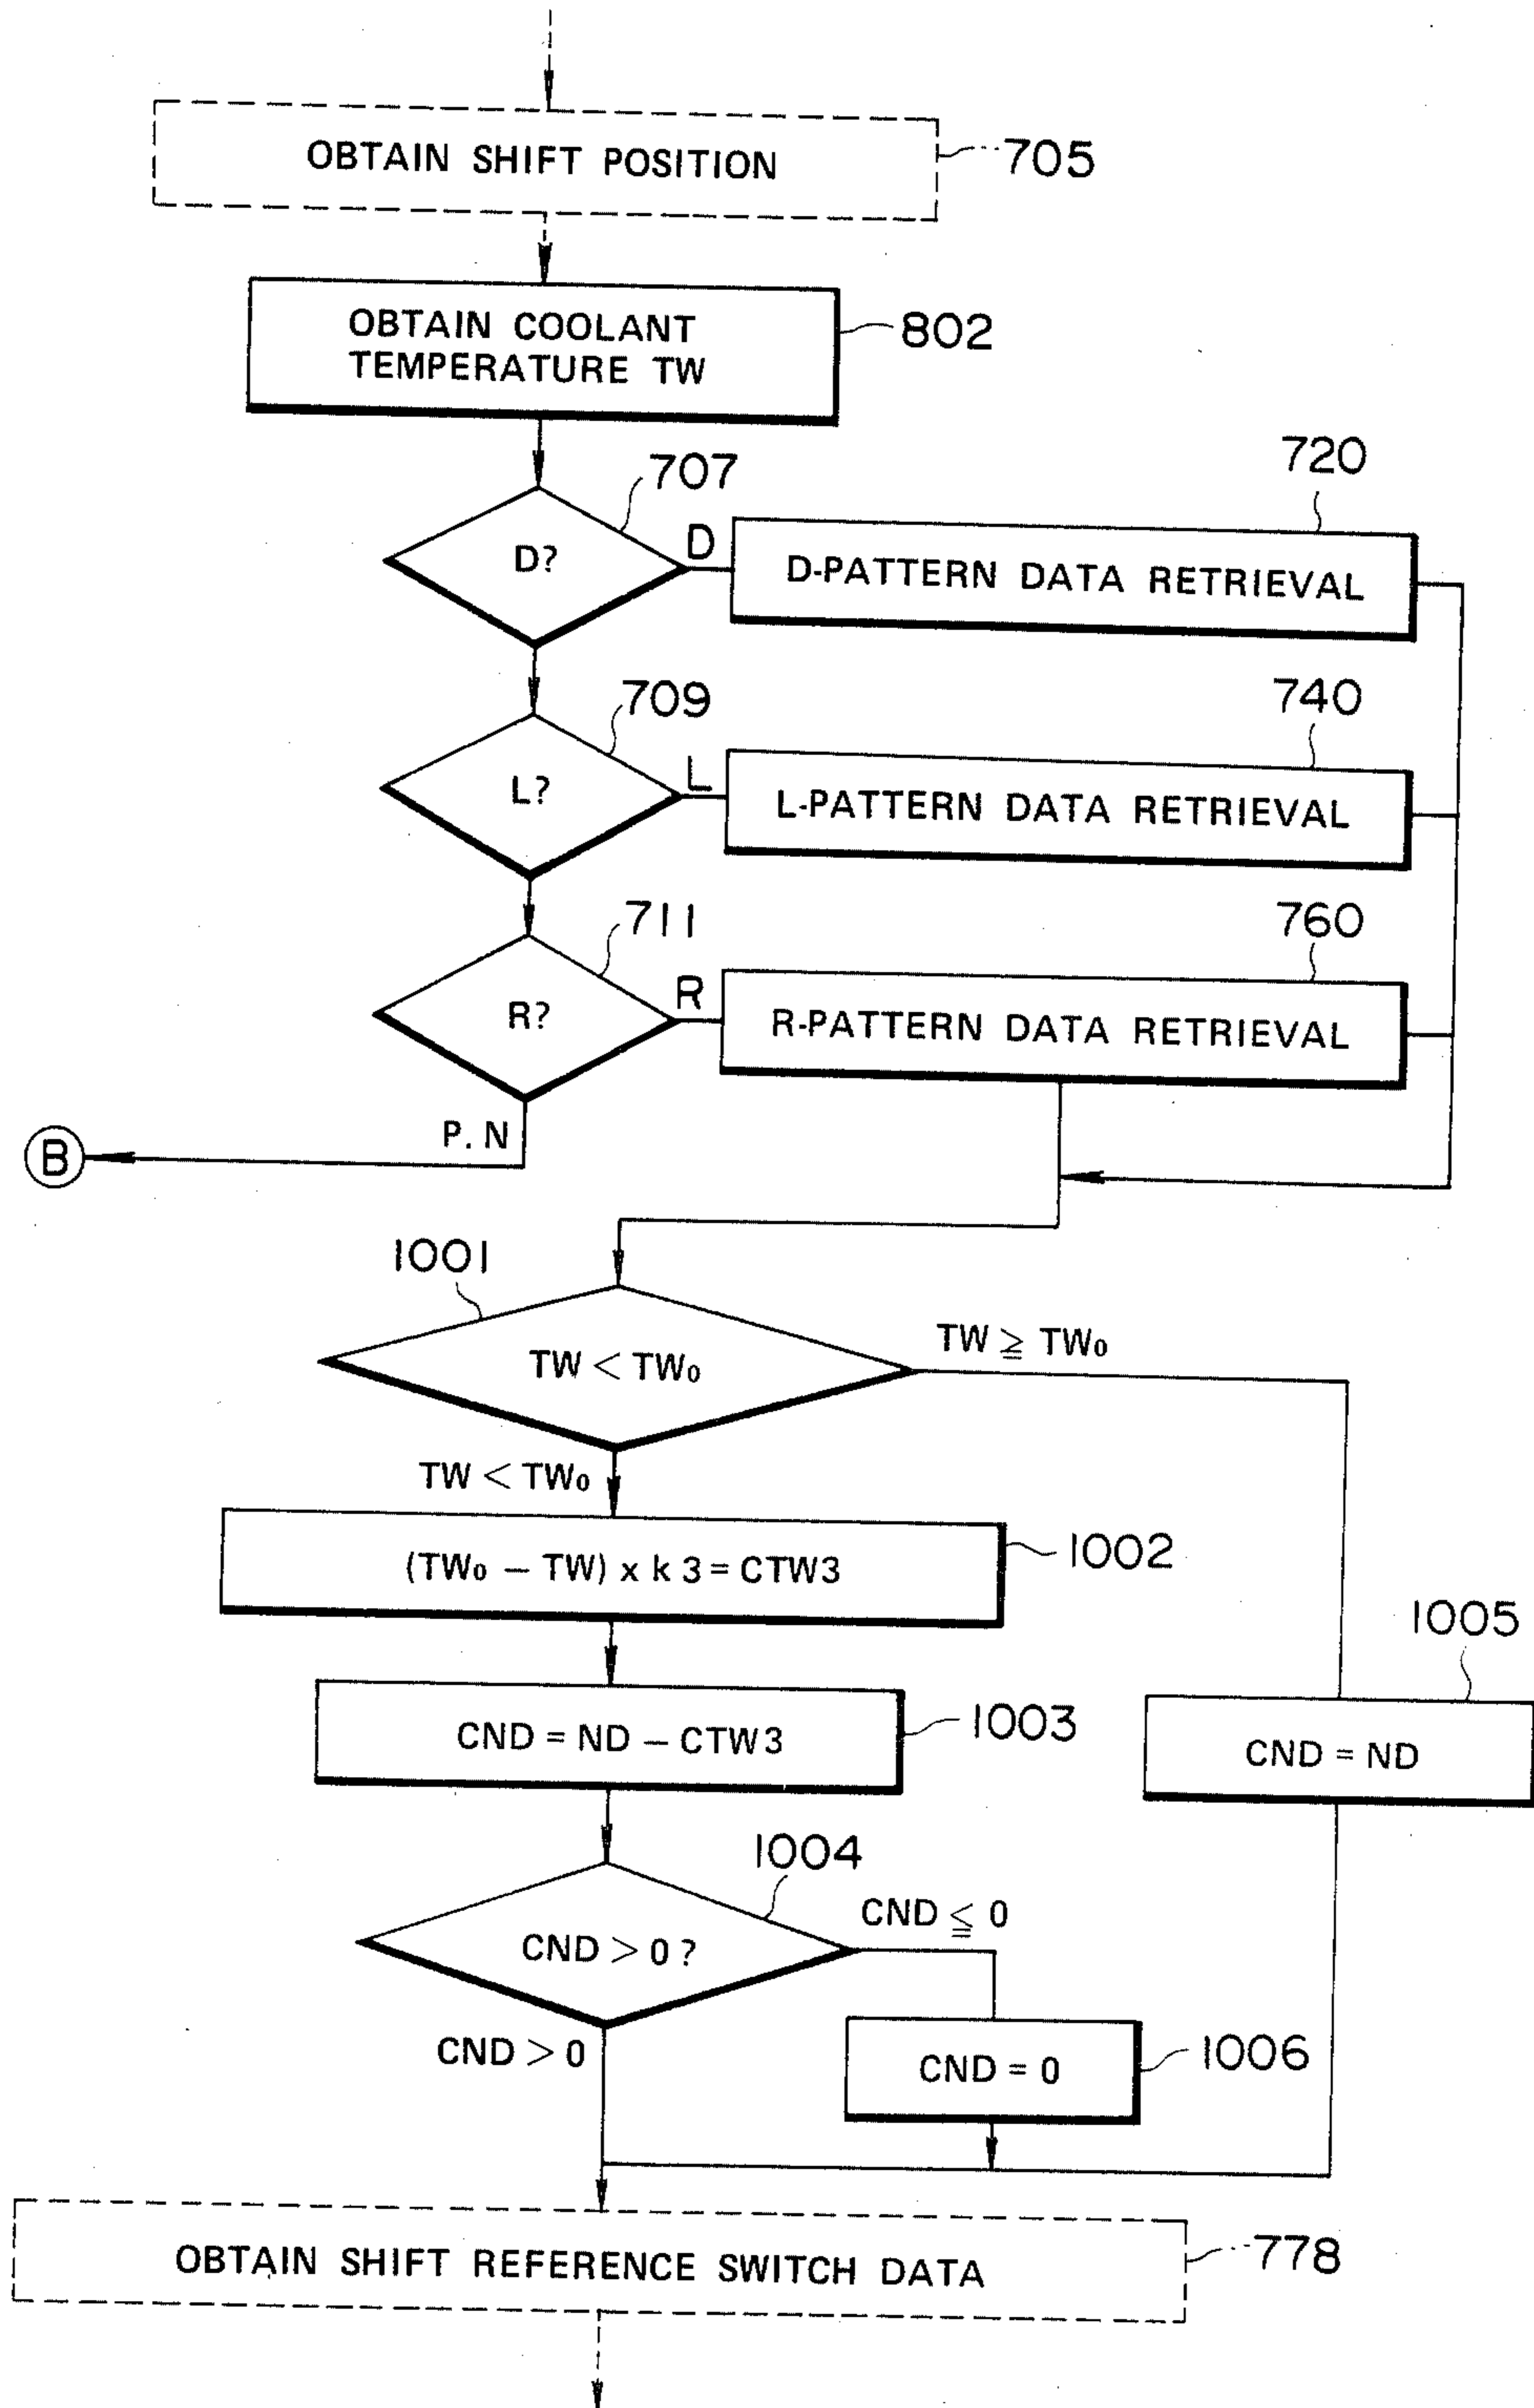 OBTAIN SHIFT POSITION
705
OBTAIN COOLANT
TEMPERATURE TW
802
707
D?
D
720
D-PATTERN DATA RETRIEVAL
709
L?
L
740
L-PATTERN DATA RETRIEVAL
711
R?
R
760
R-PATTERN DATA RETRIEVAL
P. N
B
1001
TW < TW₀
TW ≧ TW₀
TW < TW₀
(TW₀ – TW) x k 3 = CTW3
1002
CND = ND – CTW3
1003
1005
CND = ND
1004
CND > 0 ?
CND ≦ 0
CND > 0
CND = 0
1006
OBTAIN SHIFT REFERENCE SWITCH DATA
778